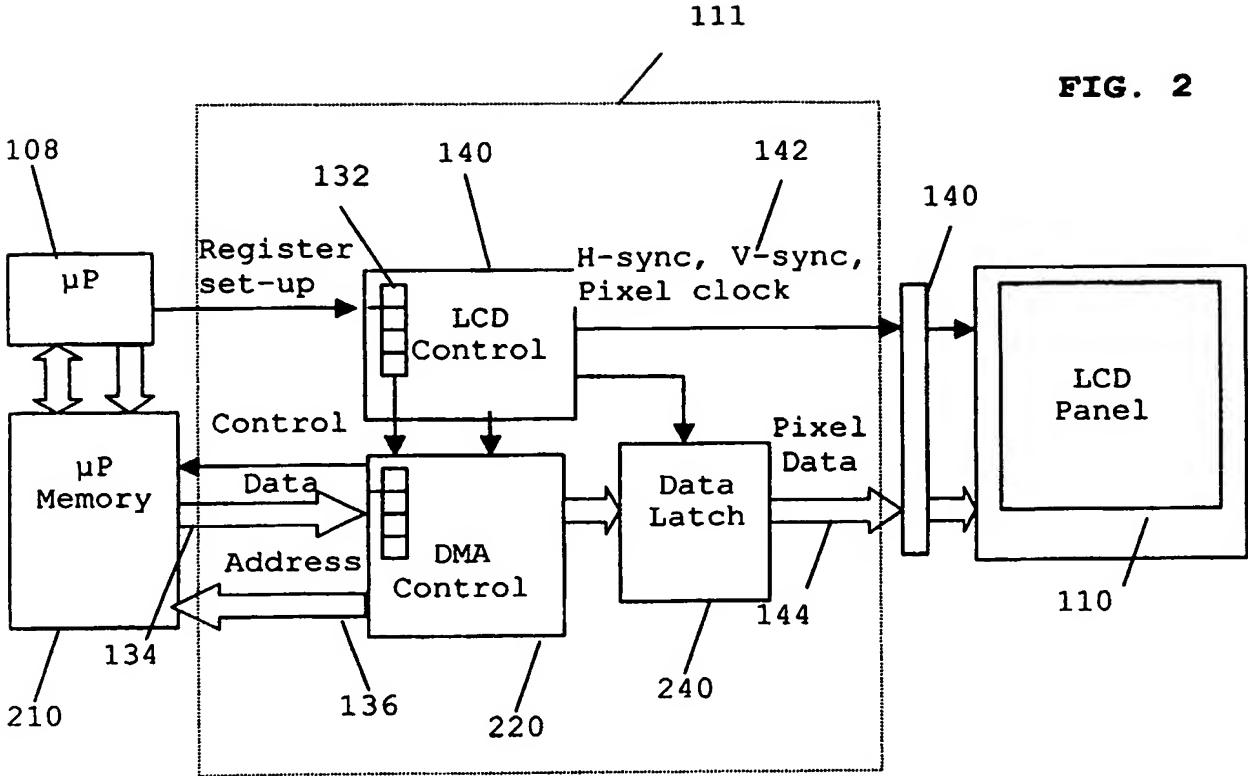 111
FIG. 2
108
132
140
142
140
µP
Register
set-up
H-sync, V-sync,
Pixel clock
LCD
Control
LCD
Panel
Control
µP
Memory
Data
Pixel
Data
Data
Latch
Address
DMA
Control
134
136
144
110
210
220
240